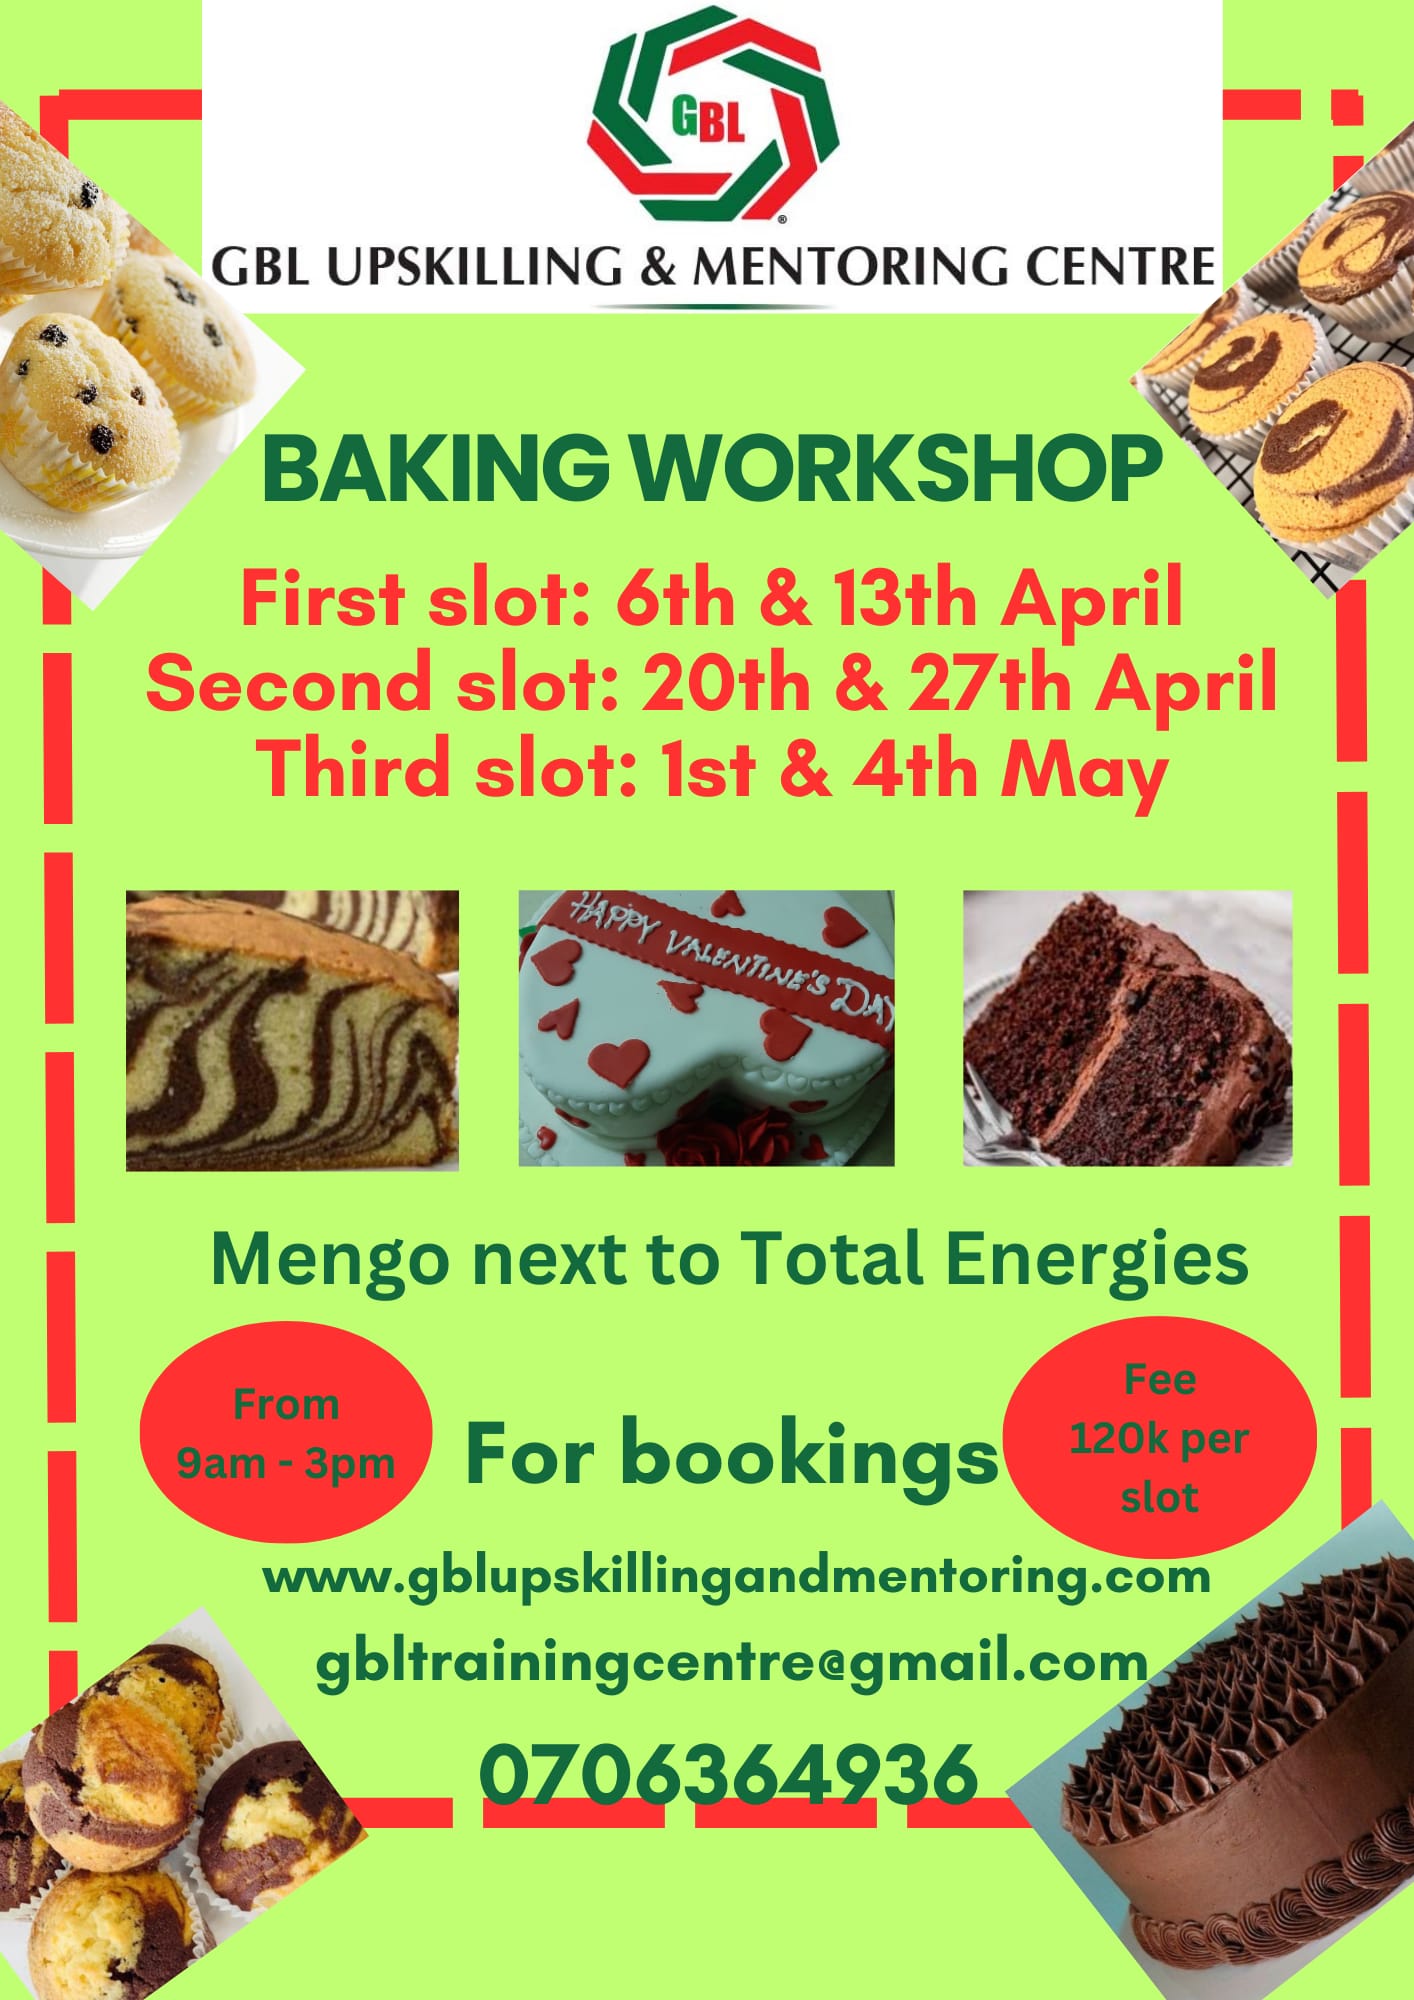 GBL
®
GBL UPSKILLING & MENTORING CENTRE
BAKING WORKSHOP
First slot: 6th & 13th April
Second slot: 20th & 27th April
Third slot: 1st & 4th May
HAPPY VALENTINE'S DAY
Mengo next to Total Energies
From
9am - 3pm
For bookings
Fee
120k per
slot
www.gblupskillingandmentoring.com
gbltrainingcentre@gmail.com
0706364936